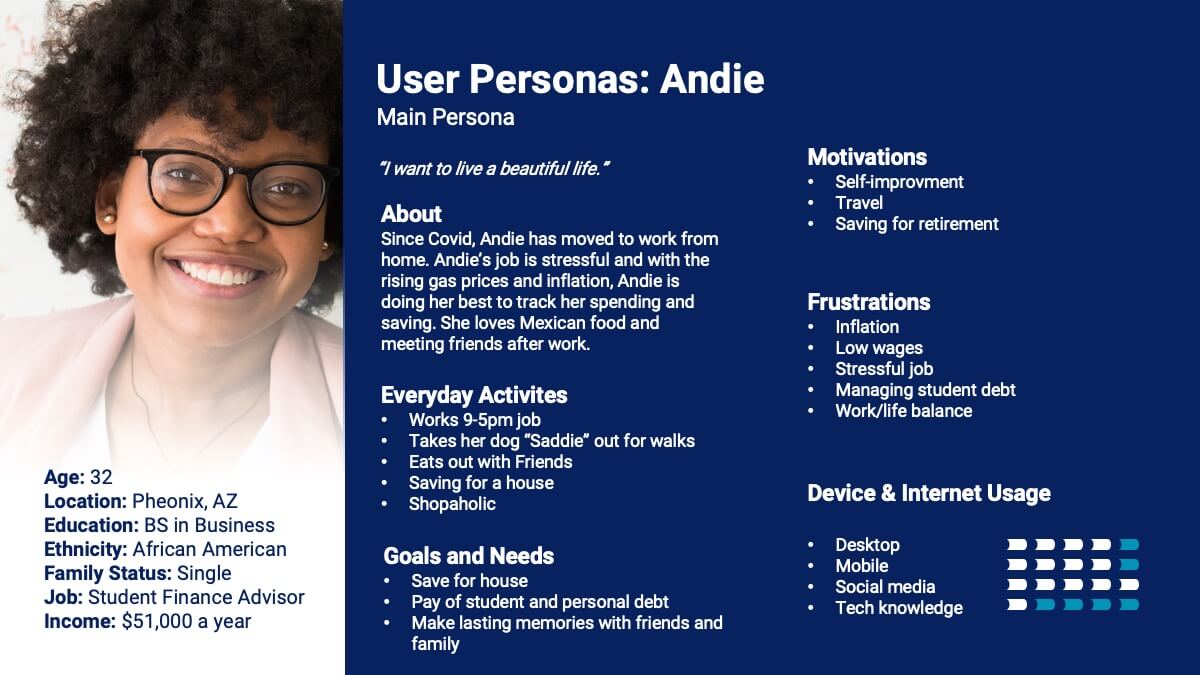 User Personas: Andie
Main Persona
“I want to live a beautiful life.”
About
Since Covid, Andie has moved to work from
home. Andie‘s job is stressful and with the
rising gas prices and inflation, Andie is
doing her best to track her spending and
saving. She loves Mexican food and
meeting friends after work.
Everyday Activites
• Works 9-5pm job
• Takes her dog “Saddie” out for walks
• Eats out with Friends
• Saving for a house
• Shopaholic
Goals and Needs
• Save for house
• Pay of student and personal debt
• Make lasting memories with friends and
family
Motivations
• Self-improvment
• Travel
• Saving for retirement
Frustrations
• Inflation
• Low wages
• Stressful job
• Managing student debt
• Work/life balance
Device & Internet Usage
• Desktop
• Mobile
• Social media
• Tech knowledge
Age: 32
Location: Pheonix, AZ
Education: BS in Business
Ethnicity: African American
Family Status: Single
Job: Student Finance Advisor
Income: $51,000 a year